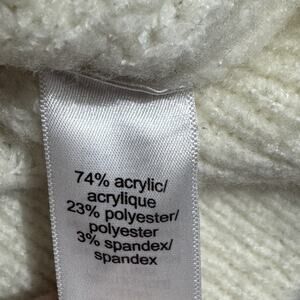 74% acrylic/
acrylique
23% polyester/
polyester
3% spandex/
spandex